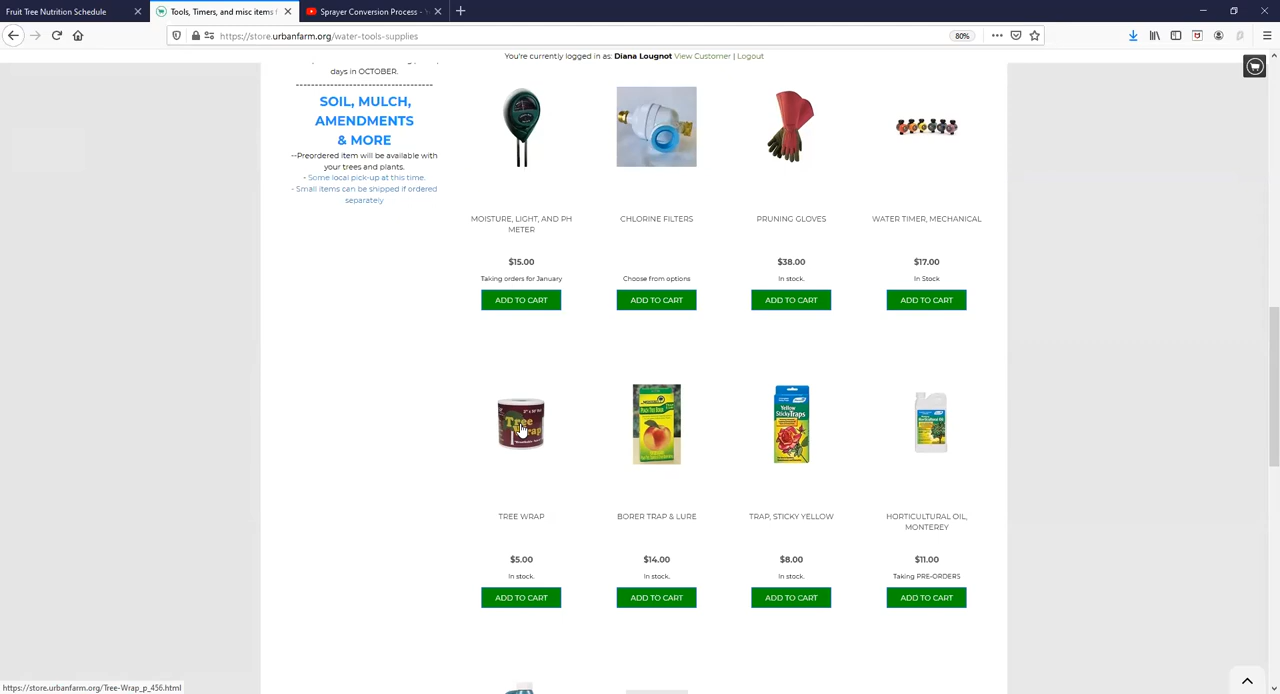 Fruit Tree Nutrition Schedule
Tools, Timers, and misc items f
Sprayer Conversion Process - Y
https://store.urbanfarm.org/water-tools-supplies
80%
You're currently logged in as: Diana Lougnot View Customer | Logout
days in OCTOBER.
SOIL, MULCH,
AMENDMENTS
& MORE
--Preordered item will be available with
your trees and plants.
- Some local pick-up at this time.
- Small items can be shipped if ordered
separately
MOISTURE, LIGHT, AND PH
METER
CHLORINE FILTERS
PRUNING GLOVES
WATER TIMER, MECHANICAL
$15.00
$38.00
$17.00
Taking orders for January
Choose from options
In stock.
In Stock
ADD TO CART
ADD TO CART
ADD TO CART
ADD TO CART
Tree
Wrap
Yellow
Sticky Traps
TREE WRAP
BORER TRAP & LURE
TRAP, STICKY YELLOW
HORTICULTURAL OIL,
MONTEREY
$5.00
$14.00
$8.00
$11.00
In stock.
In stock.
In stock.
Taking PRE-ORDERS
ADD TO CART
ADD TO CART
ADD TO CART
ADD TO CART
https://store.urbanfarm.org/Tree-Wrap_p_456.html